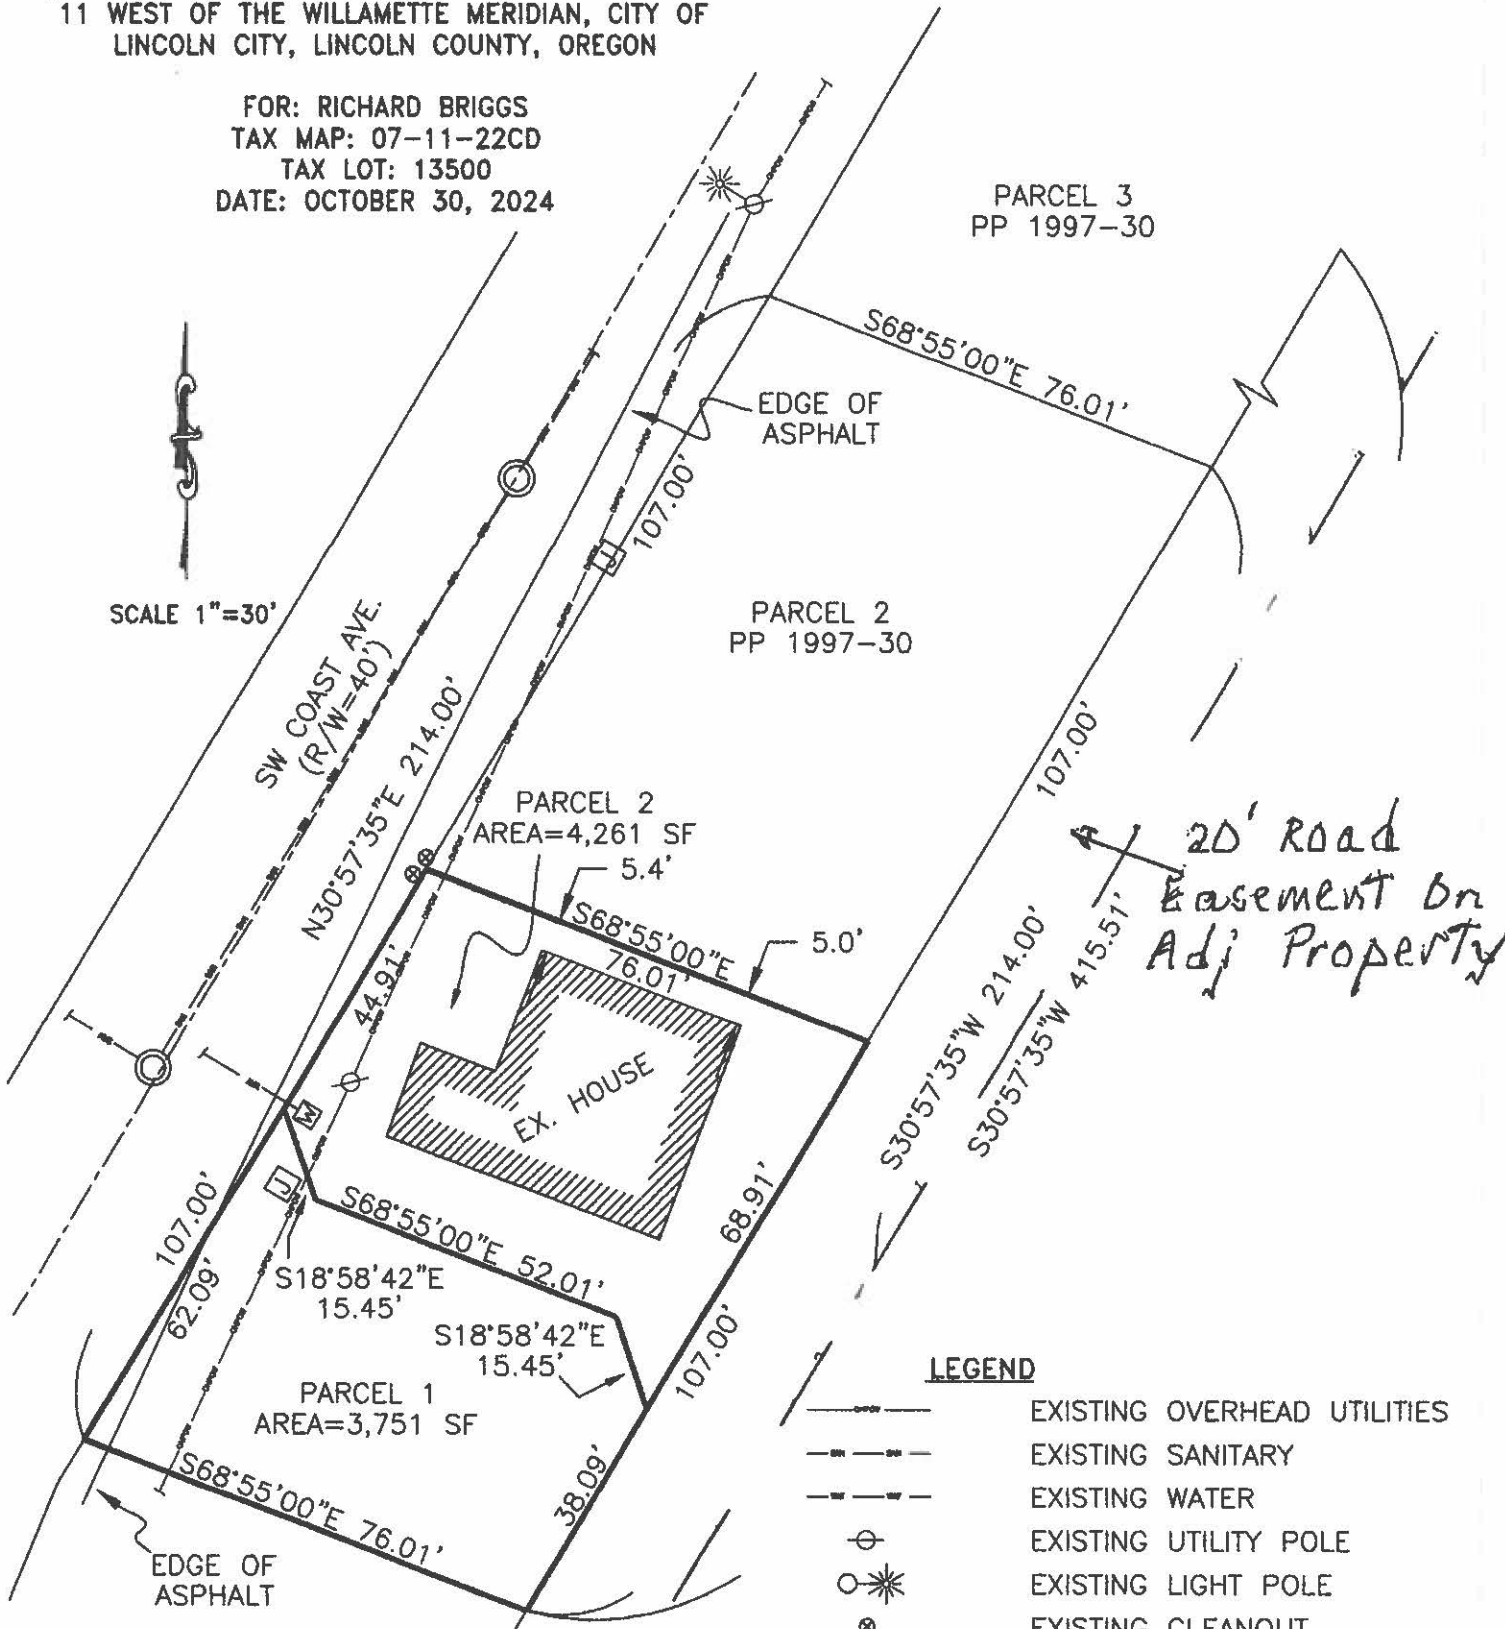 11 WEST OF THE WILLAMETTE MERIDIAN, CITY OF
LINCOLN CITY, LINCOLN COUNTY, OREGON
FOR: RICHARD BRIGGS
TAX MAP: 07-11-22CD
TAX LOT: 13500
DATE: OCTOBER 30, 2024
PARCEL 3
PP 1997-30
S68°55'00"E 76.01'
EDGE OF
ASPHALT
107.00'
J
SCALE 1"=30'
SW COAST AVE.
(R/W=40')
PARCEL 2
PP 1997-30
N30°57'35"E 214.00'
107.00'
PARCEL 2
AREA=4,261 SF
5.4'
20' Road
Easement On
Adj Property
S68°55'00"E
76.01'
5.0'
44.91'
EX. HOUSE
S30°57'35"W 214.00'
S30°57'35"W 415.51'
W
J
107.00'
62.09'
S68°55'00"E 52.01'
68.91'
S18°58'42"E
15.45'
S18°58'42"E
15.45'
107.00'
PARCEL 1
AREA=3,751 SF
38.09'
S68°55'00"E 76.01'
EDGE OF
ASPHALT
LEGEND
EXISTING OVERHEAD UTILITIES
EXISTING SANITARY
EXISTING WATER
EXISTING UTILITY POLE
EXISTING LIGHT POLE
EXISTING CLEANOUT